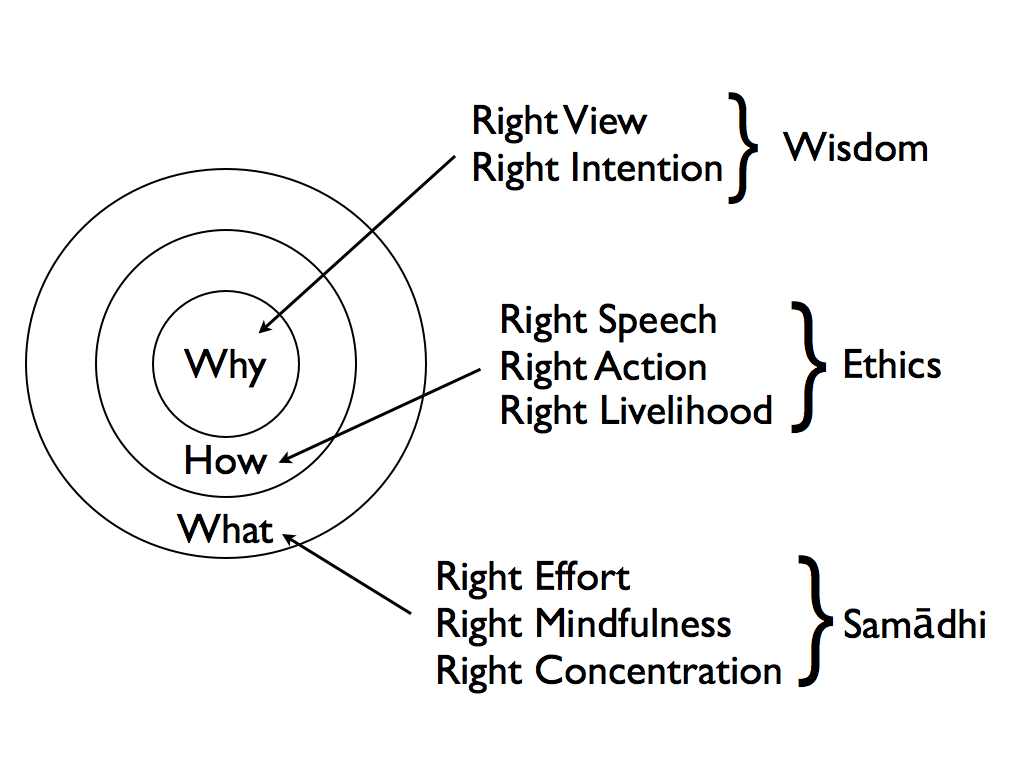 Right View
Right Intention
} Wisdom
Why
How
What
Right Speech
Right Action
Right Livelihood
} Ethics
Right Effort
Right Mindfulness
Right Concentration
} Samādhi